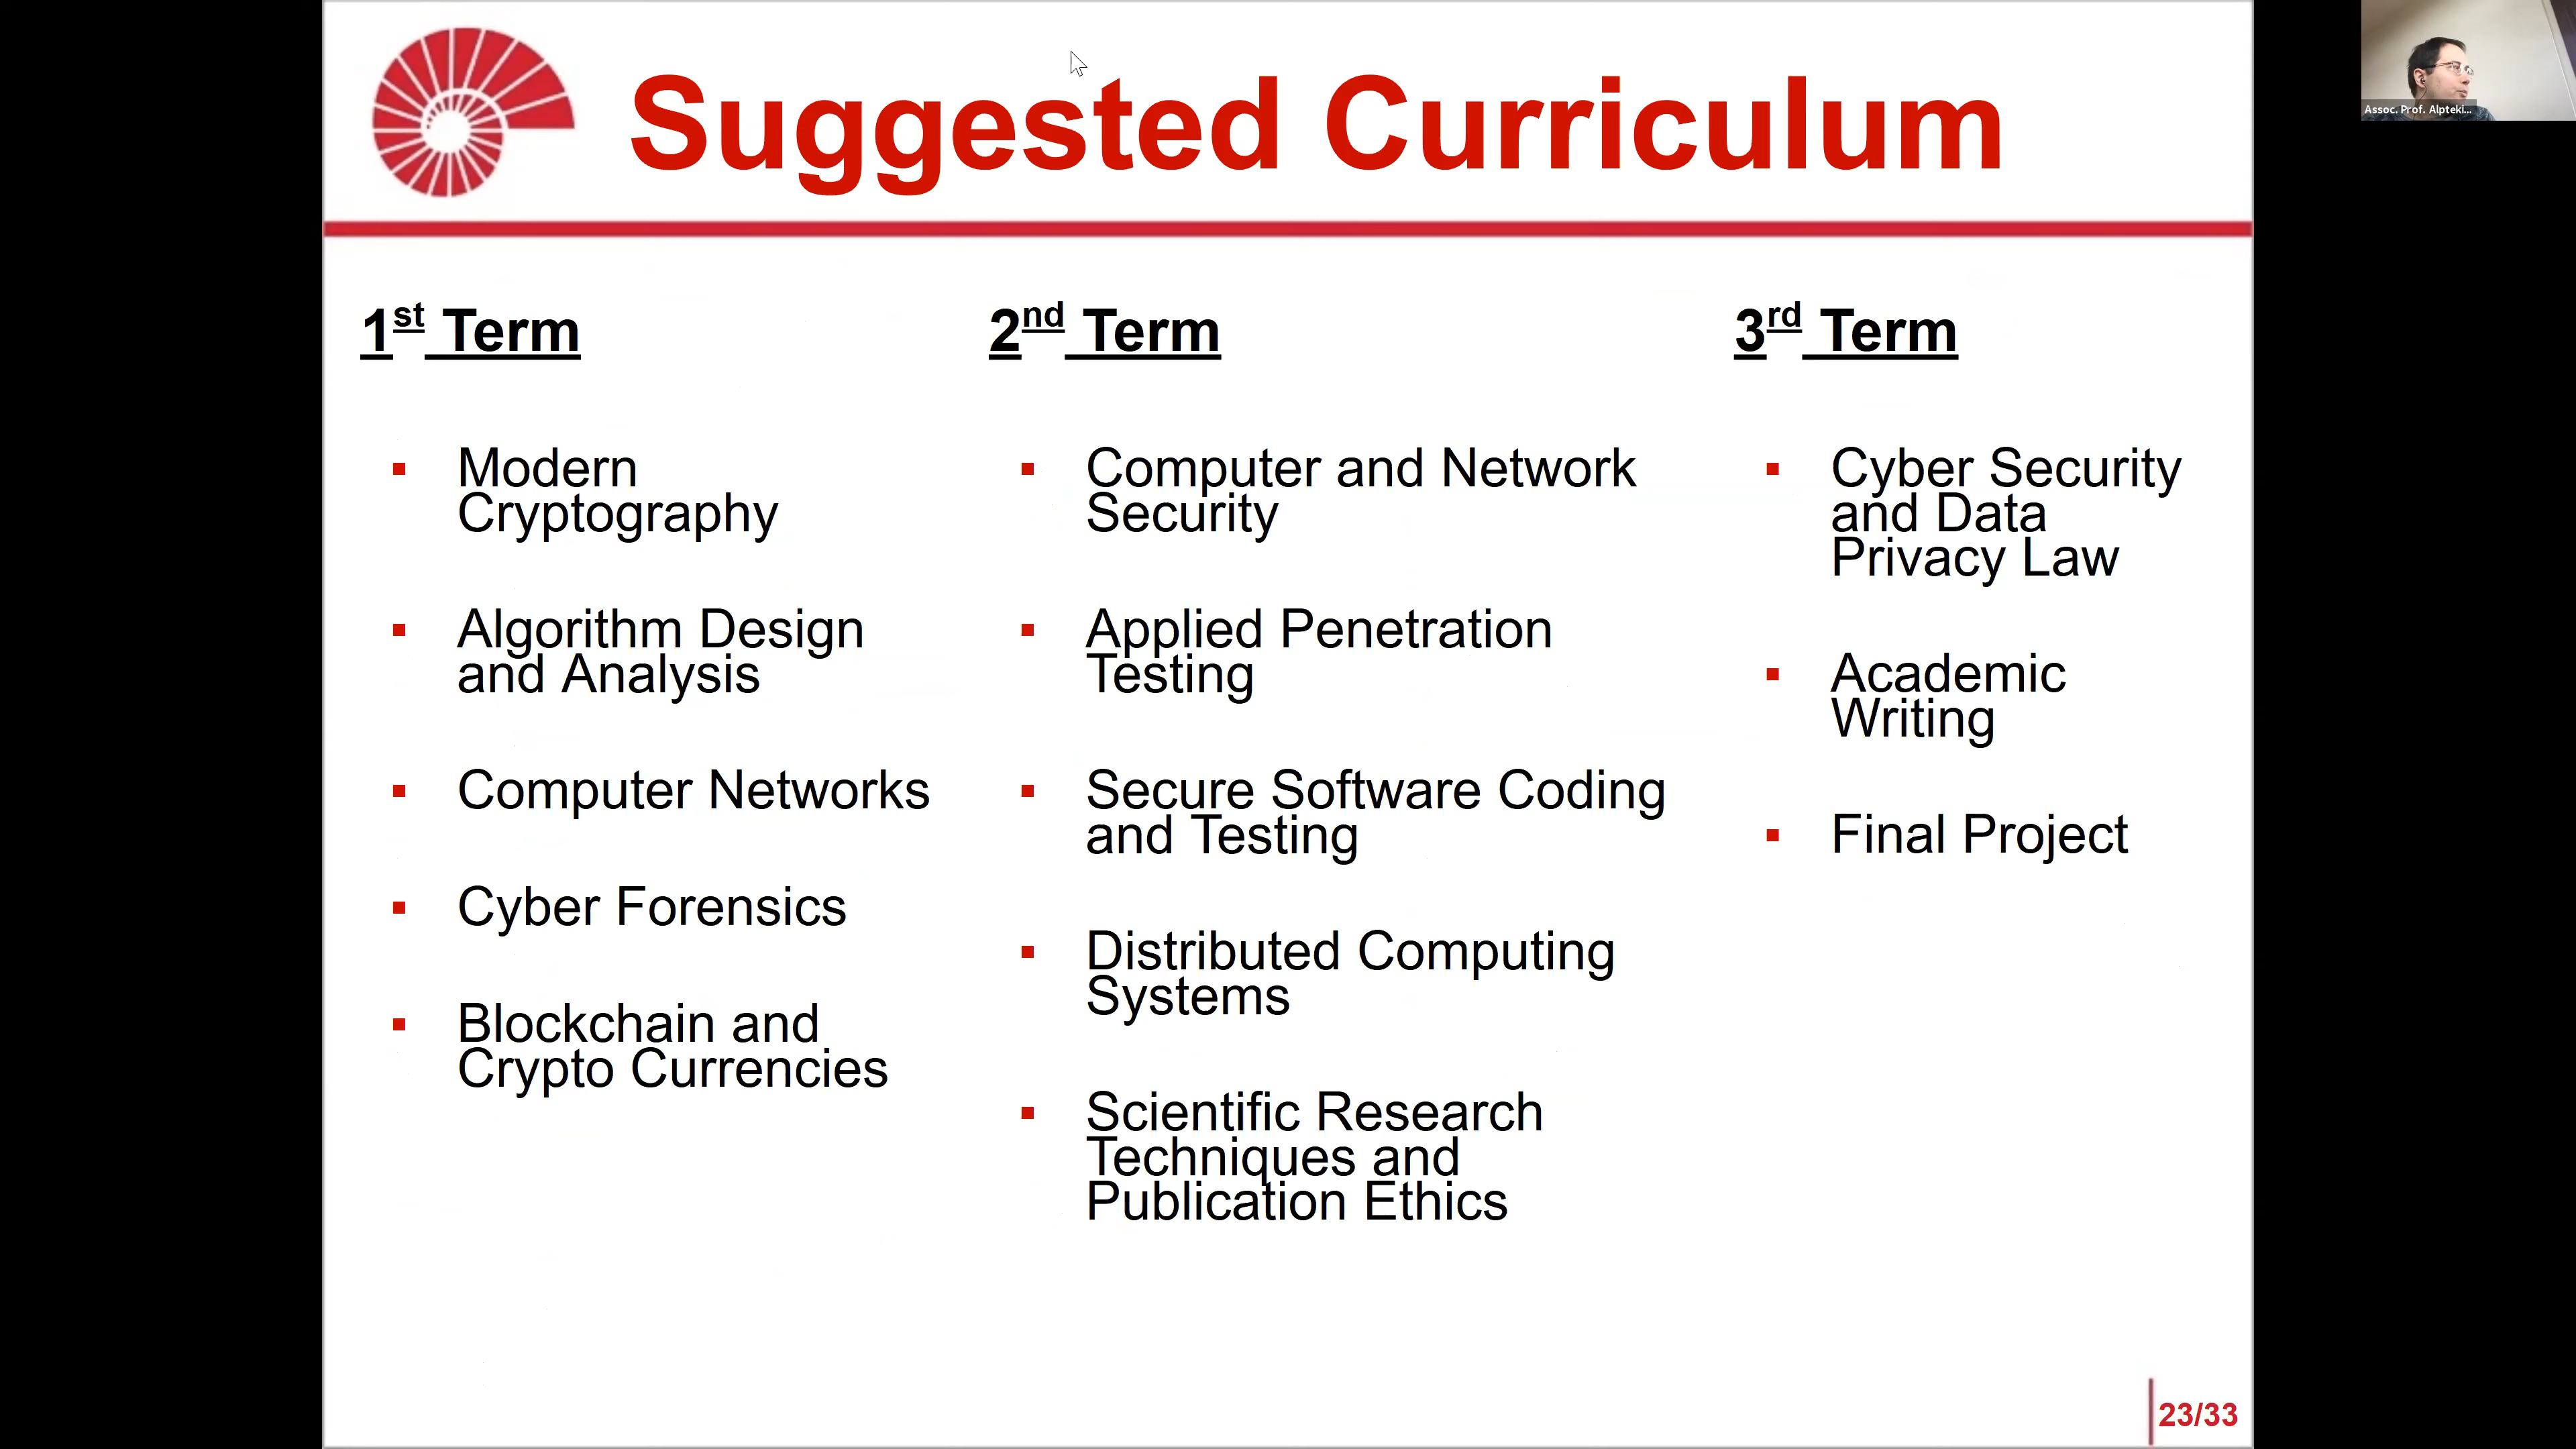 Suggested Curriculum
Assoc. Prof. Alpteki...
1st Term
Modern
Cryptography
Algorithm Design
and Analysis
Computer Networks
Cyber Forensics
Blockchain and
Crypto Currencies
2nd Term
Computer and Network
Security
Applied Penetration
Testing
Secure Software Coding
and Testing
Distributed Computing
Systems
Scientific Research
Techniques and
Publication Ethics
3rd Term
Cyber Security
and Data
Privacy Law
Academic
Writing
Final Project
23/33